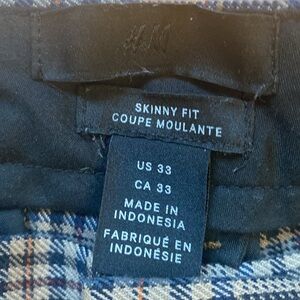 H&M
SKINNY FIT
COUPE MOULANTE
US 33
CA 33
MADE IN
INDONESIA
FABRIQUÉ EN
INDONÉSIE